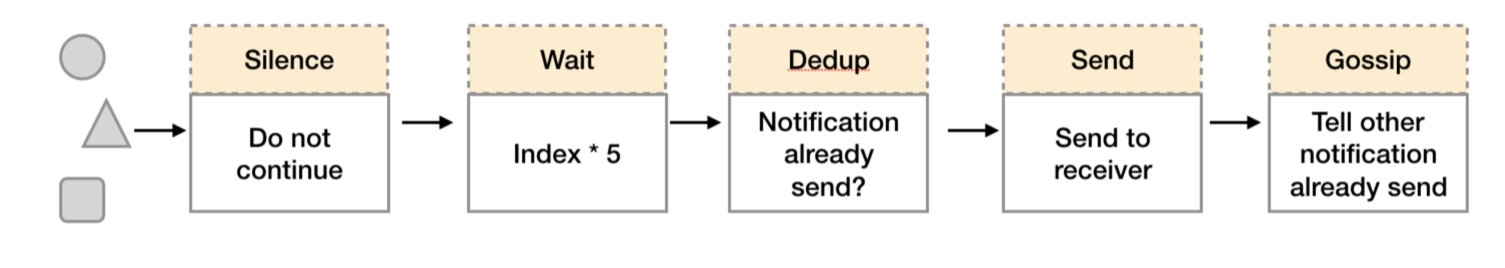 Silence
Do not
continue
Wait
Index * 5
Dedup
Notification
already
send?
Send
Send to
receiver
Gossip
Tell other
notification
already send